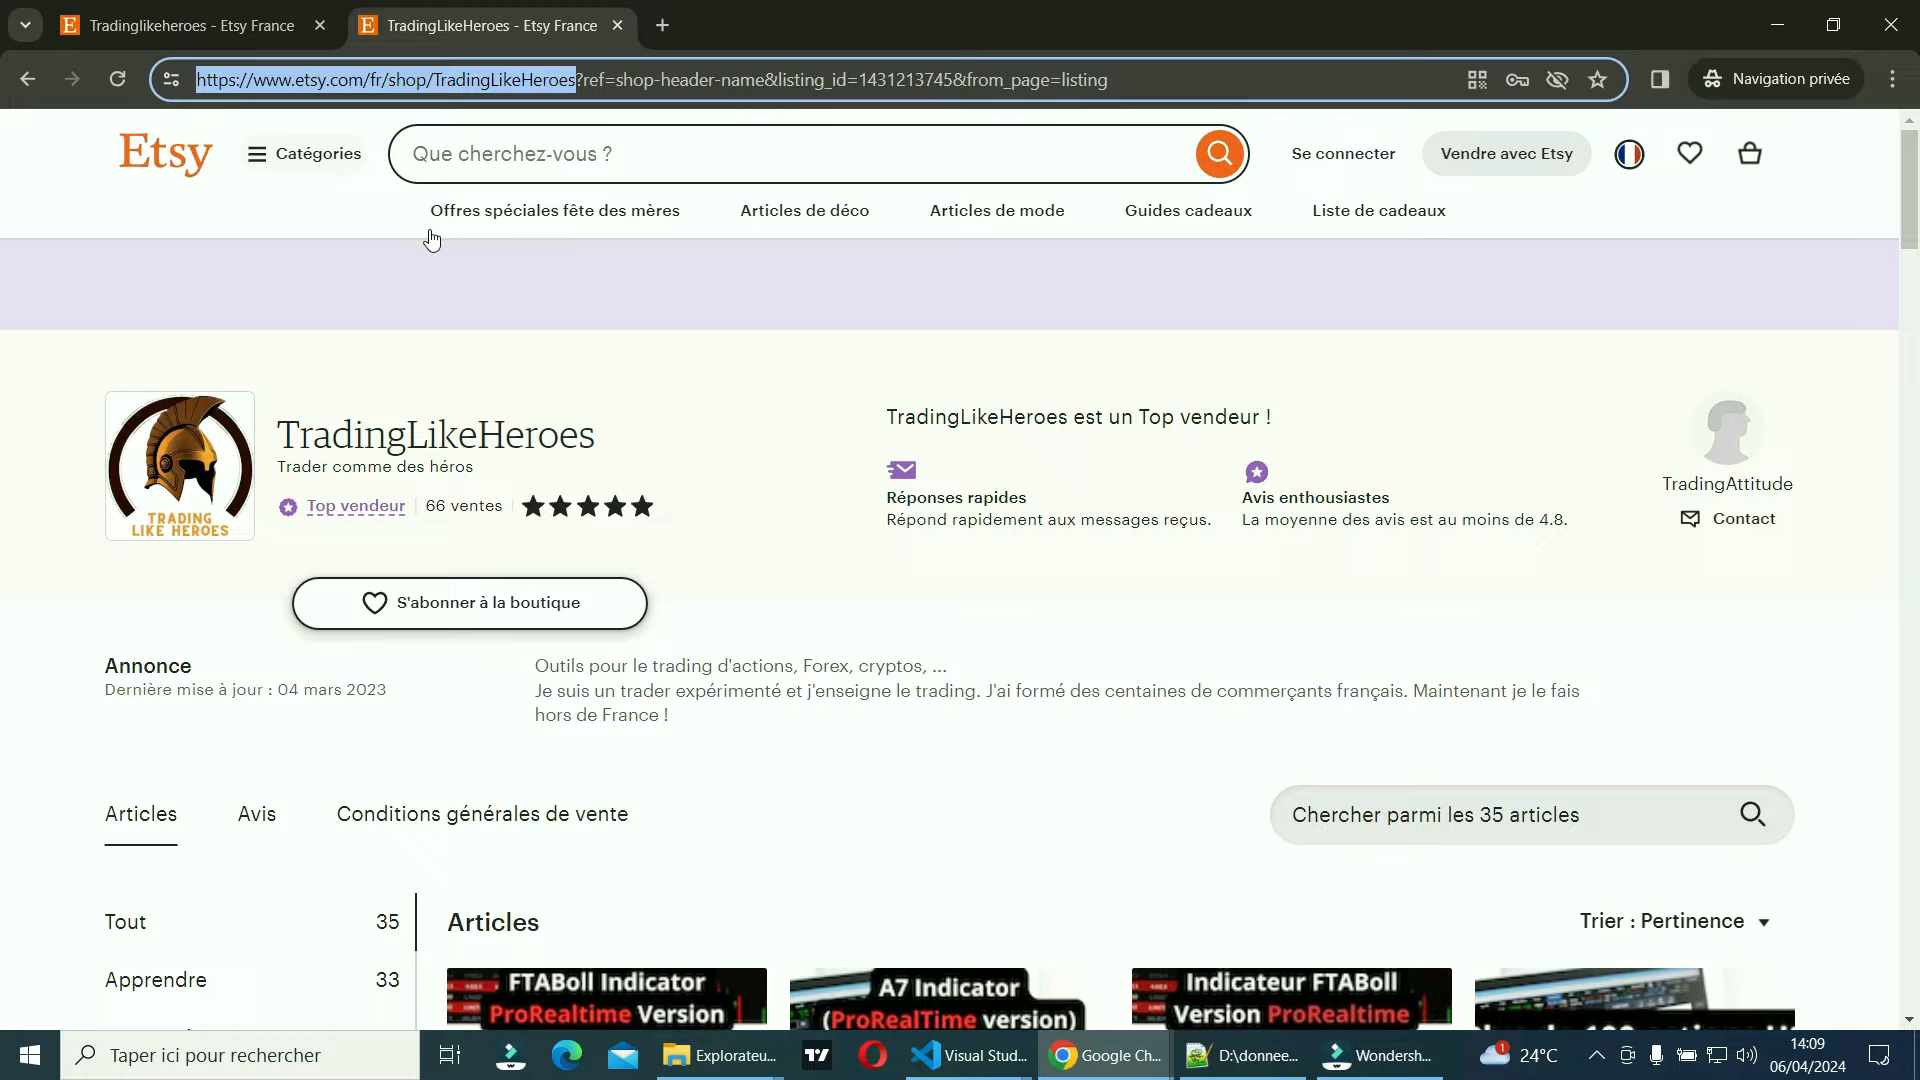 Tradinglikeheroes - Etsy France
TradingLikeHeroes - Etsy France
https://www.etsy.com/fr/shop/TradingLikeHeroes?ref=shop-header-name&listing_id=1431213745&from_page=listing
Navigation privée
Etsy
Catégories
Que cherchez-vous ?
Se connecter
Vendre avec Etsy
Offres spéciales fête des mères
Articles de déco
Articles de mode
Guides cadeaux
Liste de cadeaux
TRADING
LIKE HEROES
TradingLikeHeroes
Trader comme des héros
Top vendeur
66 ventes
TradingLikeHeroes est un Top vendeur !
Réponses rapides
Répond rapidement aux messages reçus.
Avis enthousiastes
La moyenne des avis est au moins de 4.8.
TradingAttitude
Contact
S'abonner à la boutique
Annonce
Dernière mise à jour : 04 mars 2023
Outils pour le trading d'actions, Forex, cryptos, ...
Je suis un trader expérimenté et j'enseigne le trading. J'ai formé des centaines de commerçants français. Maintenant je le fais
hors de France !
Articles
Avis
Conditions générales de vente
Chercher parmi les 35 articles
Tout 35
Apprendre 33
Articles
Trier : Pertinence
FTABoll Indicator
ProRealtime Version
A7 Indicator
(ProRealTime version)
Indicateur FTABoll
Version ProRealtime
Taper ici pour rechercher
Explorateu...
Visual Stud...
Google Ch...
D:\donnee...
Wondersh...
1
24°C
14:09
06/04/2024